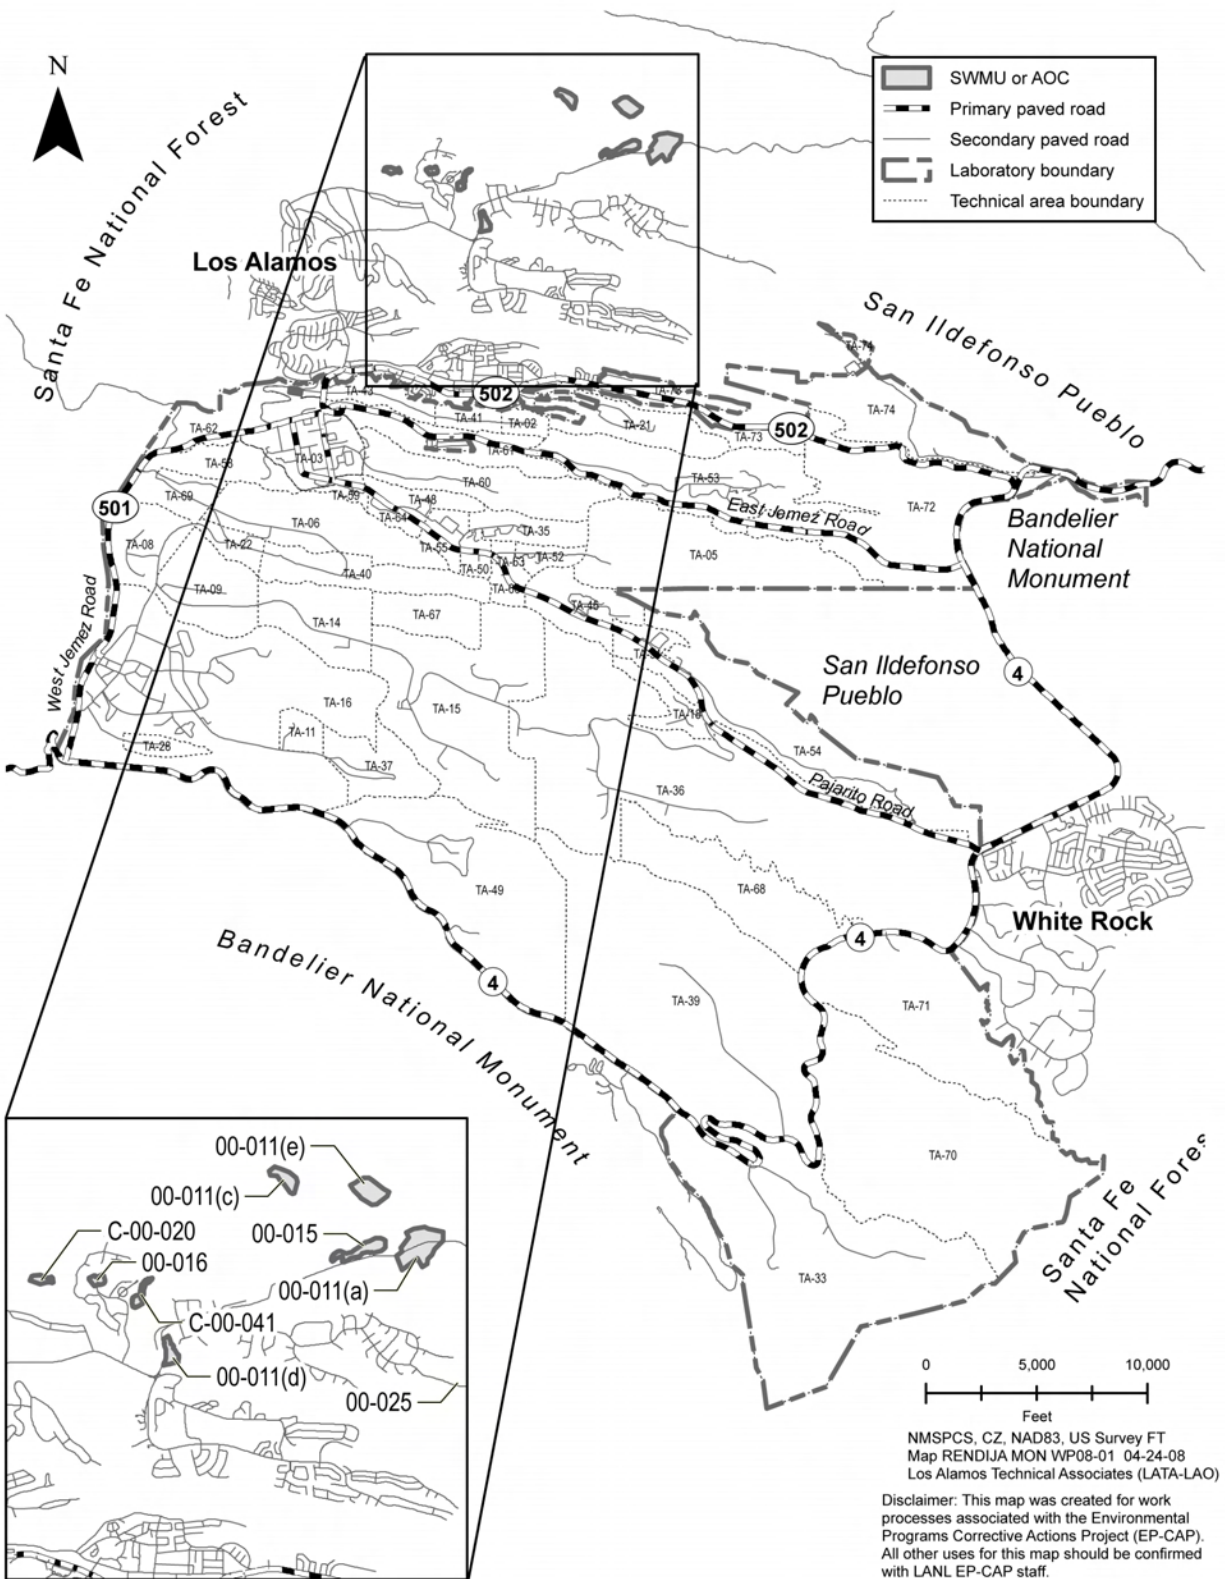 N
SWMU or AOC
Primary paved road
Secondary paved road
Laboratory boundary
Technical area boundary
Santa Fe National Forest
Los Alamos
San Ildefonso Pueblo
TA-74
TA-74
TA-43
502
TA-73
TA-41
TA-02
TA-21
TA-73
502
TA-62
TA-03
TA-58
TA-61
TA-53
TA-60
TA-59
TA-48
TA-69
501
TA-64
East Jemez Road
TA-72
Bandelier
National
Monument
TA-06
TA-35
TA-08
TA-22
TA-55
TA-52
TA-63
TA-50
TA-05
TA-40
TA-09
TA-46
TA-14
TA-67
West Jemez Road
San Ildefonso
Pueblo
4
TA-16
TA-15
TA-18
TA-11
TA-28
TA-54
TA-37
TA-36
Pajarito Road
TA-49
TA-68
White Rock
4
Bandelier National Monument
4
TA-39
TA-71
TA-70
Santa Fe
National Fores
TA-33
00-011(e)
00-011(c)
C-00-020
00-015
00-016
00-011(a)
C-00-041
00-011(d)
00-025
0 5,000 10,000
Feet
NMSPCS, CZ, NAD83, US Survey FT
Map RENDIJA MON WP08-01 04-24-08
Los Alamos Technical Associates (LATA-LAO)
Disclaimer: This map was created for work
processes associated with the Environmental
Programs Corrective Actions Project (EP-CAP).
All other uses for this map should be confirmed
with LANL EP-CAP staff.